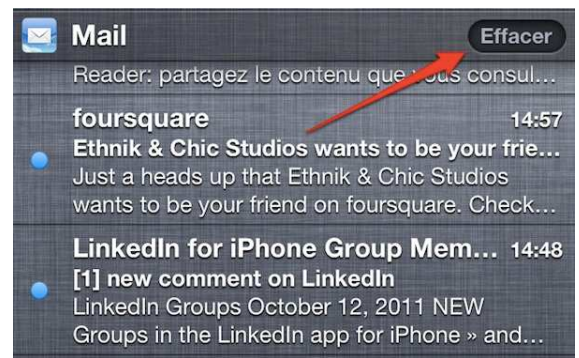 Mail Effacer
Reader: partagez le contenu que vous consul...
foursquare 14:57
Ethnik & Chic Studios wants to be your frie...
Just a heads up that Ethnik & Chic Studios
wants to be your friend on foursquare. Check...
LinkedIn for iPhone Group Mem... 14:48
[1] new comment on LinkedIn
LinkedIn Groups October 12, 2011 NEW
Groups in the LinkedIn app for iPhone » and...